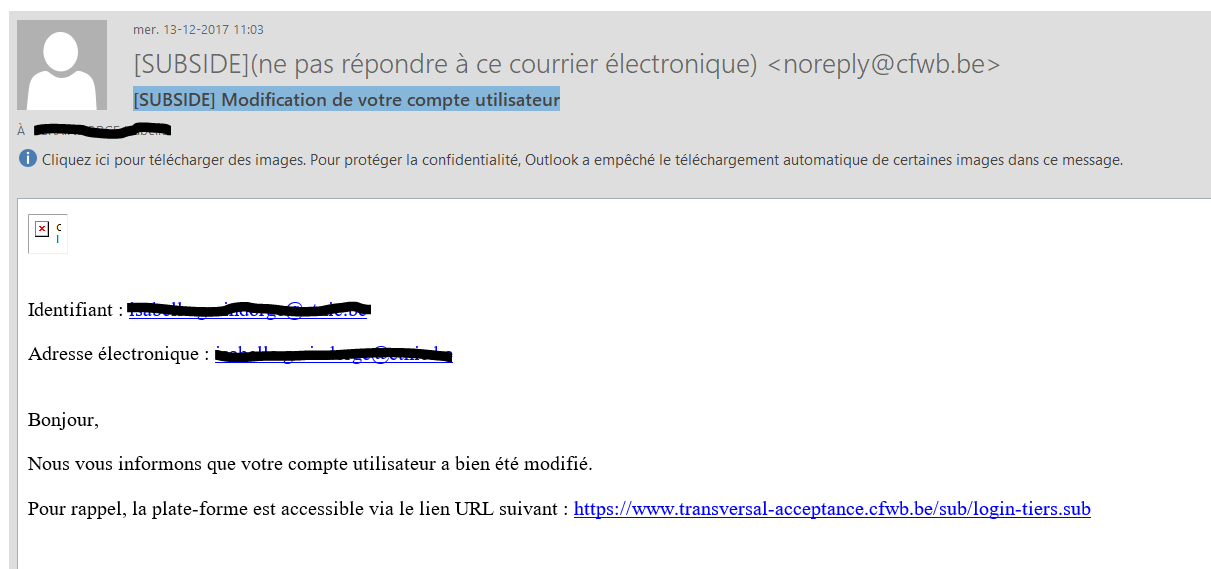 mer. 13-12-2017 11:03
[SUBSIDE](ne pas répondre à ce courrier électronique) <noreply@cfwb.be>
[SUBSIDE] Modification de votre compte utilisateur
À
Cliquez ici pour télécharger des images. Pour protéger la confidentialité, Outlook a empêché le téléchargement automatique de certaines images dans ce message.
Identifiant :
Adresse électronique :
Bonjour,
Nous vous informons que votre compte utilisateur a bien été modifié.
Pour rappel, la plate-forme est accessible via le lien URL suivant : https://www.transversal-acceptance.cfwb.be/sub/login-tiers.sub